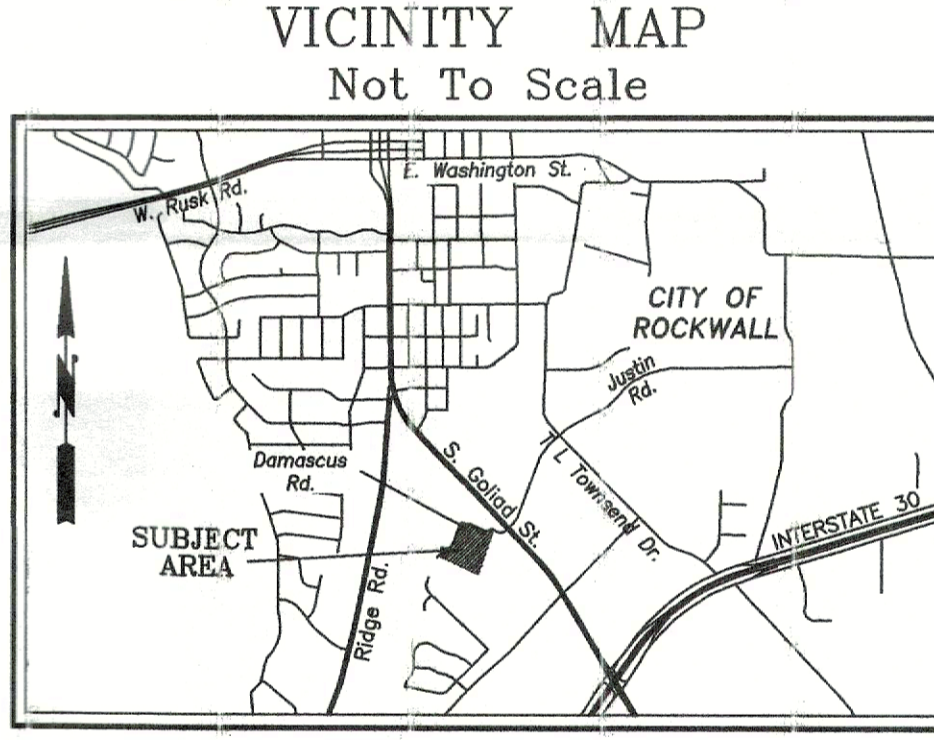 VICINITY MAP
Not To Scale
E. Washington St.
W. Rusk Rd.
CITY OF
ROCKWALL
N
Justin
Rd.
Damascus
Rd.
S. Goliad St.
T L Townsend Dr.
SUBJECT
AREA
INTERSTATE 30
Ridge Rd.